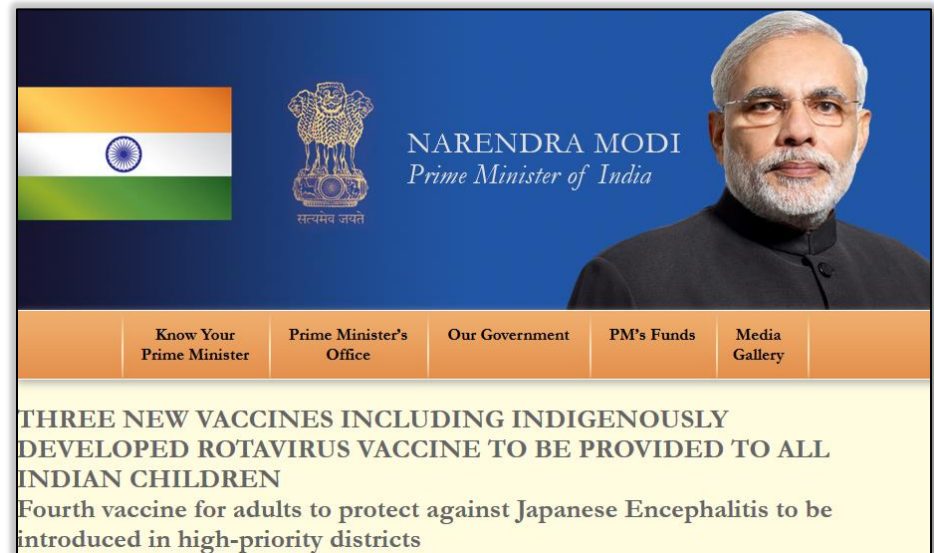 NARENDRA MODI
Prime Minister of India
सत्यमेव जयते
Know Your
Prime Minister
Prime Minister's
Office
Our Government
PM's Funds
Media
Gallery
THREE NEW VACCINES INCLUDING INDIGENOUSLY
DEVELOPED ROTAVIRUS VACCINE TO BE PROVIDED TO ALL
INDIAN CHILDREN
Fourth vaccine for adults to protect against Japanese Encephalitis to be
introduced in high-priority districts